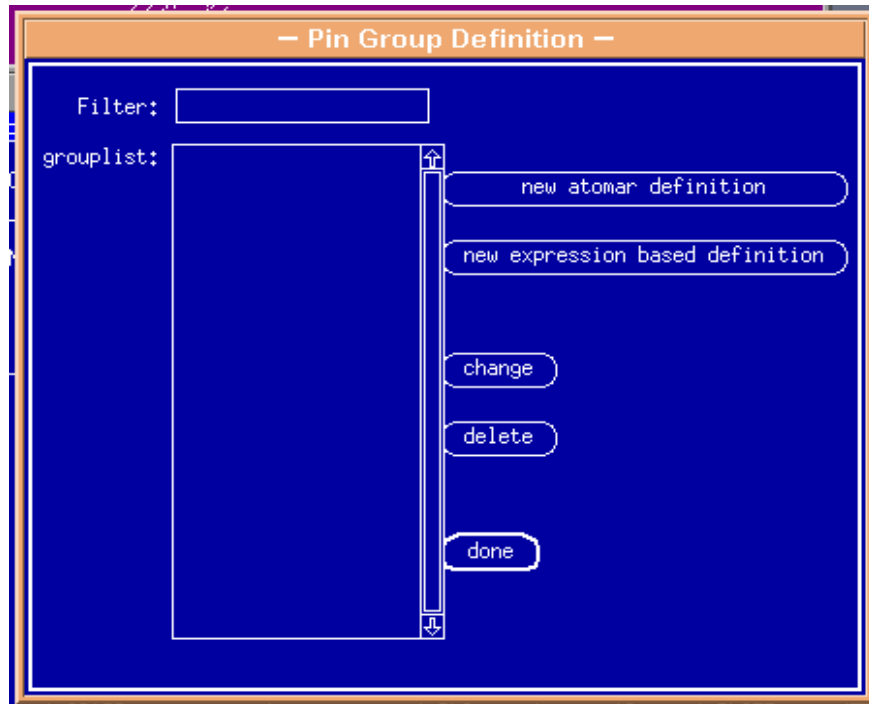 — Pin Group Definition —
Filter:
grouplist:
new atomar definition
new expression based definition
change
delete
done